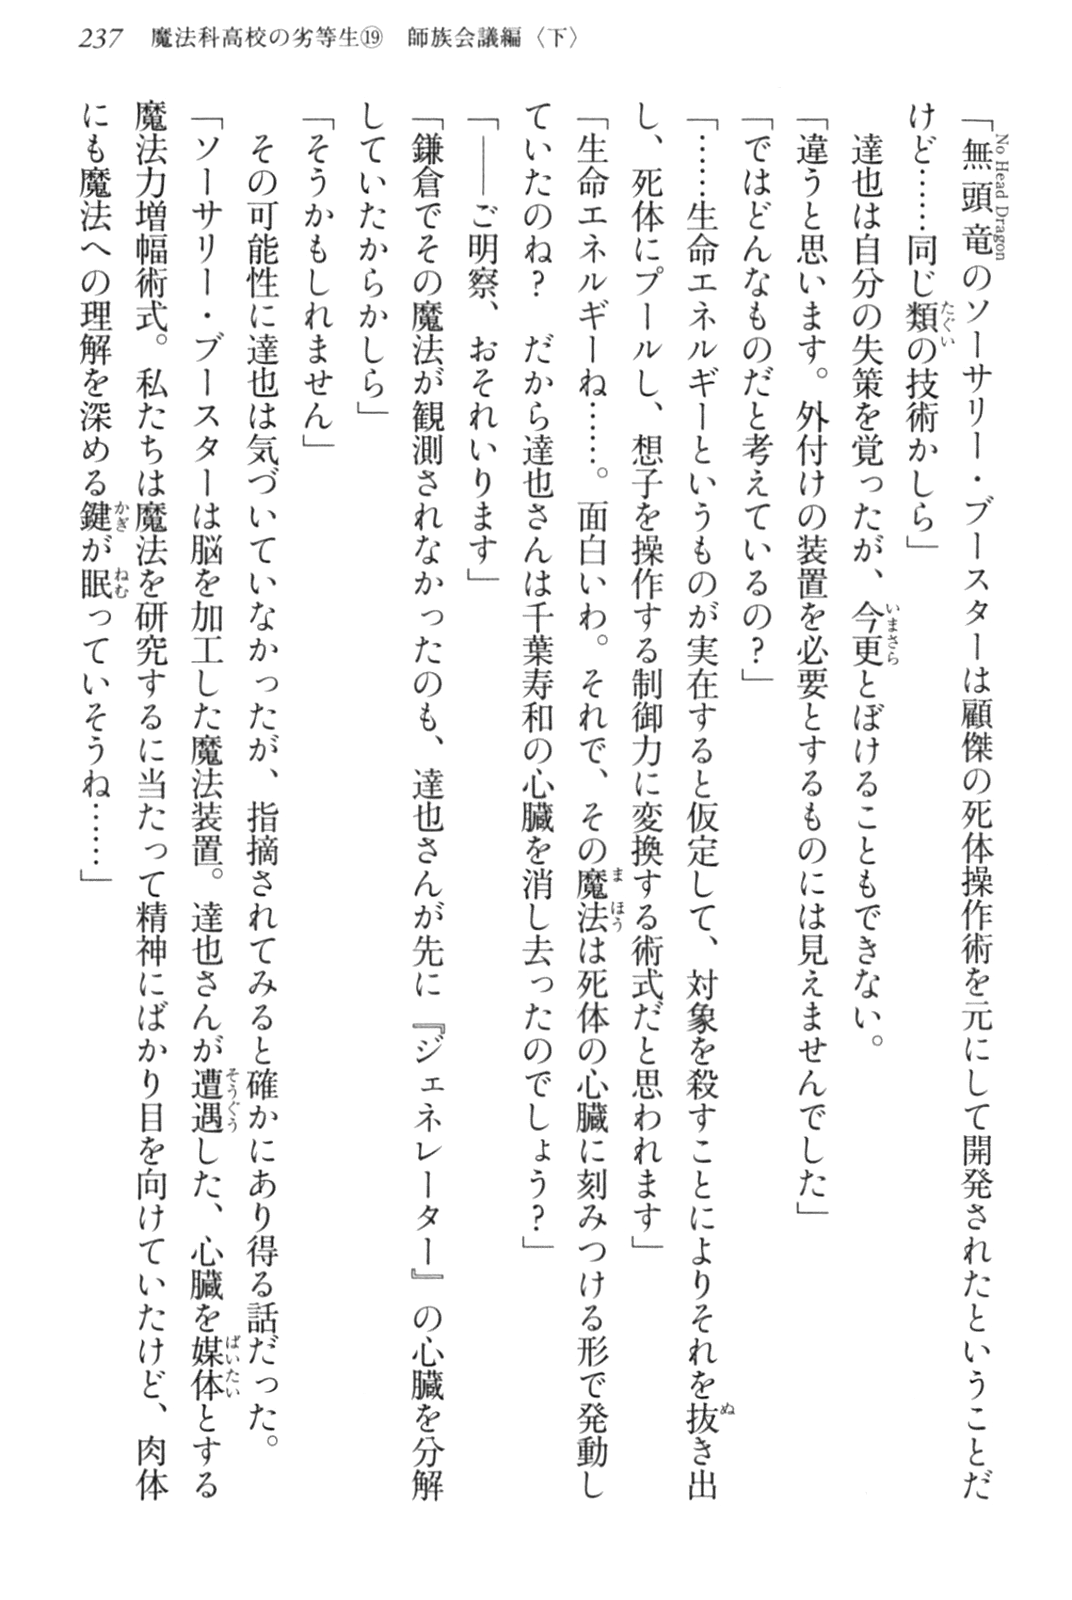 237 魔法科高校の劣等生⑲ 師族会議編〈下〉
「無頭竜のソーサリー・ブースターは顧傑の死体操作術を元にして開発されたということだ
No Head Dragon
けど……同じ類の技術かしら」
たぐい
達也は自分の失策を覚ったが、今更とぼけることもできない。
いまさら
「違うと思います。外付けの装置を必要とするものには見えませんでした」
「ではどんなものだと考えているの？」
「……生命エネルギーというものが実在すると仮定して、対象を殺すことによりそれを抜き出
ぬ
し、死体にプールし、想子を操作する制御力に変換する術式だと思われます」
「生命エネルギーね……。面白いわ。それで、その魔法は死体の心臓に刻みつける形で発動し
まほう
ていたのね？　だから達也さんは千葉寿和の心臓を消し去ったのでしょう？」
「――ご明察、おそれいります」
「鎌倉でその魔法が観測されなかったのも、達也さんが先に『ジェネレーター』の心臓を分解
していたからかしら」
「そうかもしれません」
その可能性に達也は気づいていなかったが、指摘されてみると確かにあり得る話だった。
「ソーサリー・ブースターは脳を加工した魔法装置。達也さんが遭遇した、心臓を媒体とする
そうぐう
ばいたい
魔法力増幅術式。私たちは魔法を研究するに当たって精神にばかり目を向けていたけど、肉体
にも魔法への理解を深める鍵が眠っていそうね……」
かぎ
ねむ